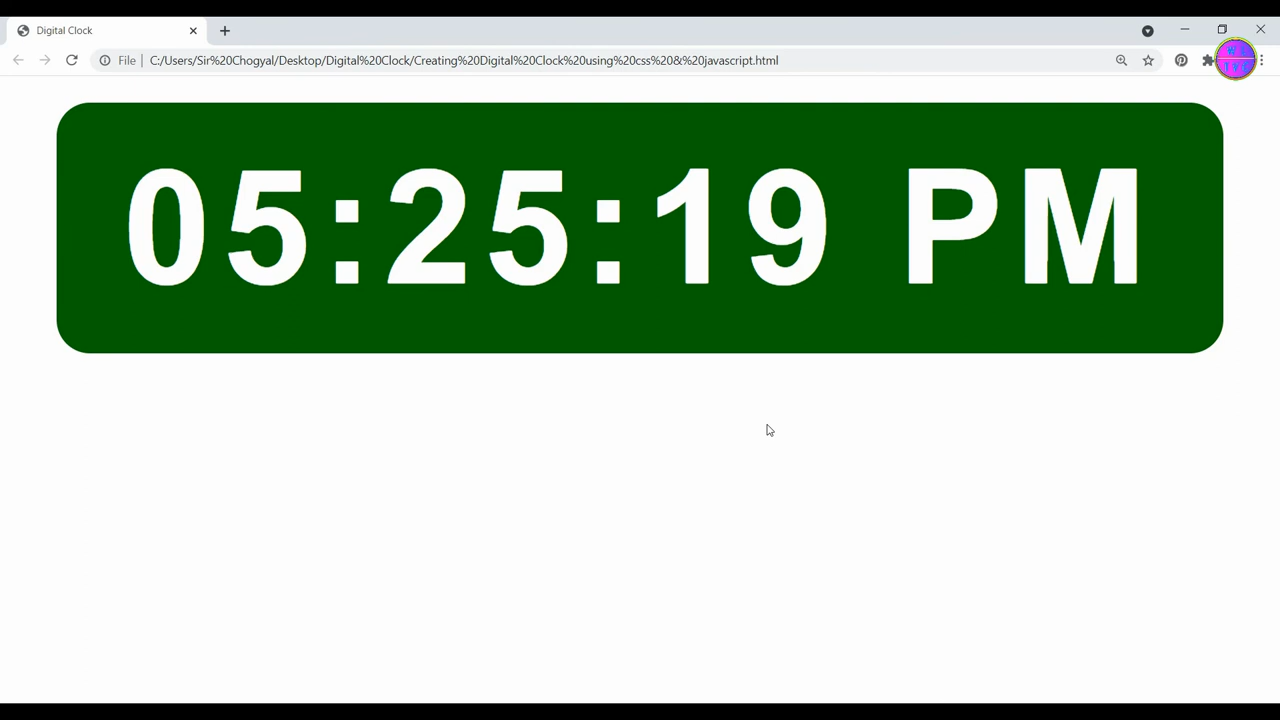 Digital Clock
File | C:/Users/Sir%20Chogyal/Desktop/Digital%20Clock/Creating%20Digital%20Clock%20using%20css%20&%20javascript.html
05:25:19 PM